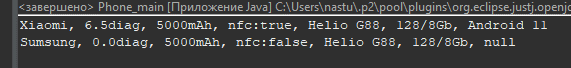 <завершено> Phone_main [Приложение Java] C:\Users\nastu\.p2\pool\plugins\org.eclipse.justj.openjd
Xiaomi, 6.5diag, 5000mAh, nfc:true, Helio G88, 128/8Gb, Android 11
Sumsung, 0.0diag, 5000mAh, nfc:false, Helio G88, 128/8Gb, null